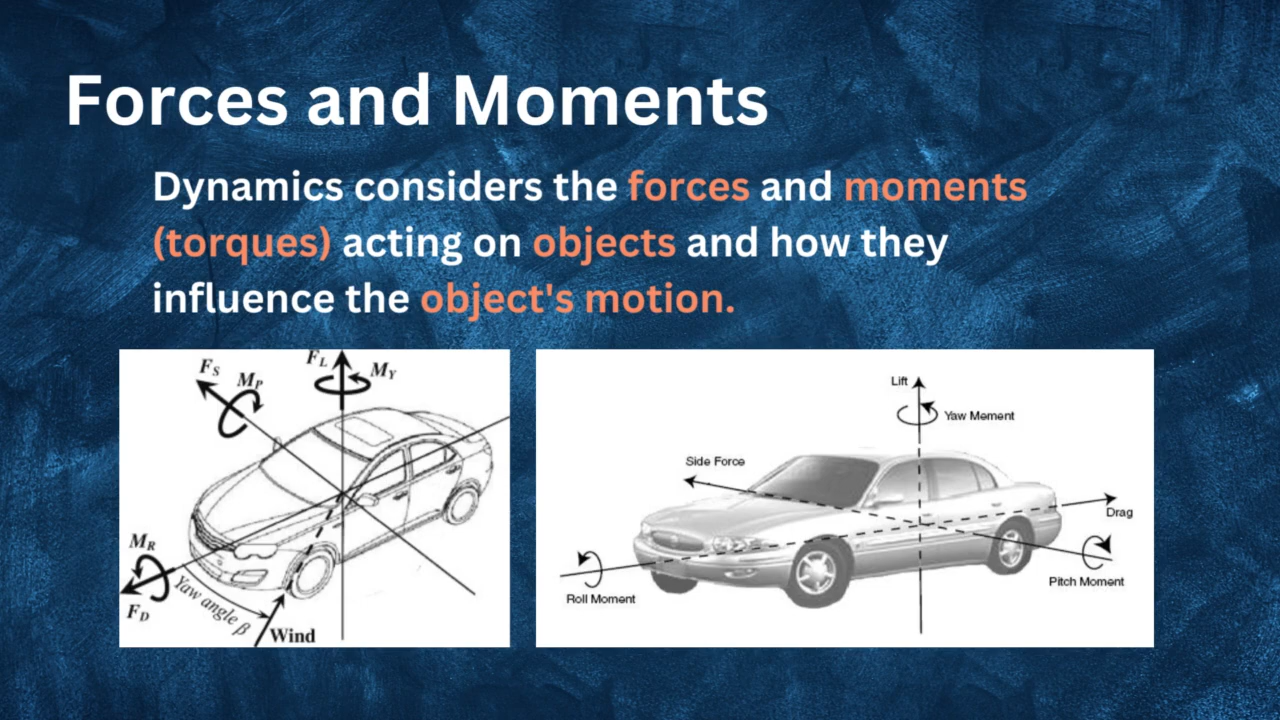 Forces and Moments
Dynamics considers the forces and moments
(torques) acting on objects and how they
influence the object's motion.
F_S
M_P
F_L
M_Y
M_R
F_D
Yaw angle β
Wind
Lift
Yaw Mement
Side Force
Drag
Pitch Moment
Roll Moment